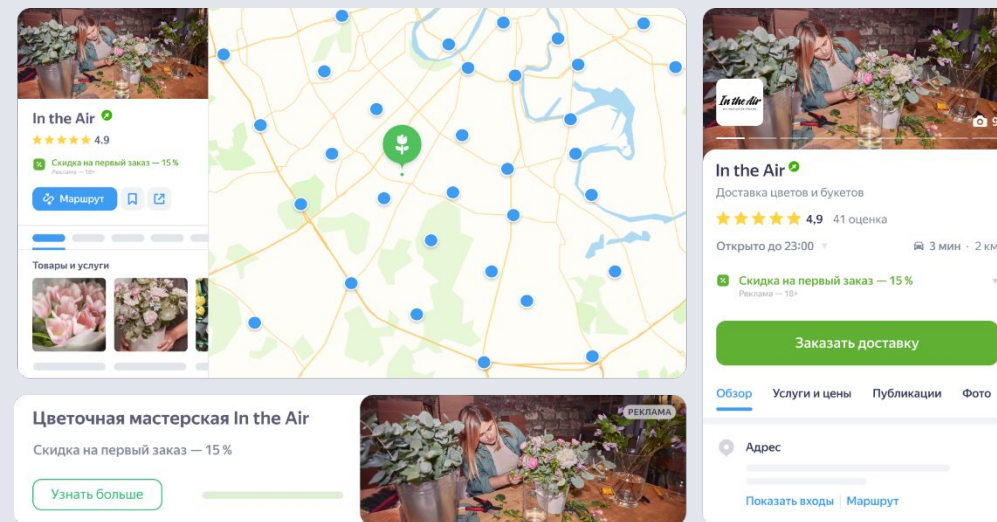 In the Air
4.9
Скидка на первый заказ — 15 %
Реклама — 18+
Маршрут
Товары и услуги
Цветочная мастерская In the Air
Скидка на первый заказ — 15 %
Узнать больше
РЕКЛАМА
In the Air
9
In the Air
Доставка цветов и букетов
4,9 41 оценка
Открыто до 23:00 3 мин · 2 км
Скидка на первый заказ — 15 %
Реклама — 18+
Заказать доставку
Обзор Услуги и цены Публикации Фото
Адрес
Показать входы Маршрут